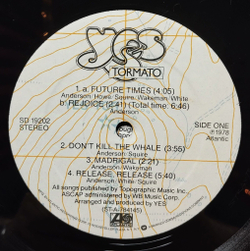 yes
TORMATO
1. a. FUTURE TIMES (4:05)
Anderson, Howe, Squire, Wakeman, White
b. REJOICE (2:41) (Total time: 6:46)
Anderson
SD 19202
STEREO
SIDE ONE
℗ 1978
Atlantic
2. DON'T KILL THE WHALE (3:55)
Anderson, Squire
3. MADRIGAL (2:21)
Anderson, Wakeman
4. RELEASE, RELEASE (5:40)
Anderson, White, Squire
All songs published by Topographic Music Inc.
ASCAP administered by WB Music Corp.
Arranged and produced by YES
(ST-A-784145)